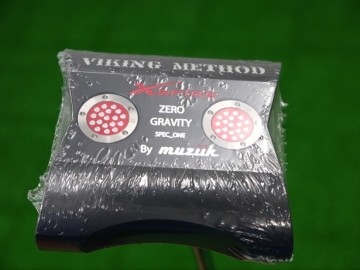 VIKING METHOD
ZERO
GRAVITY
SPEC_ONE
By muzuk